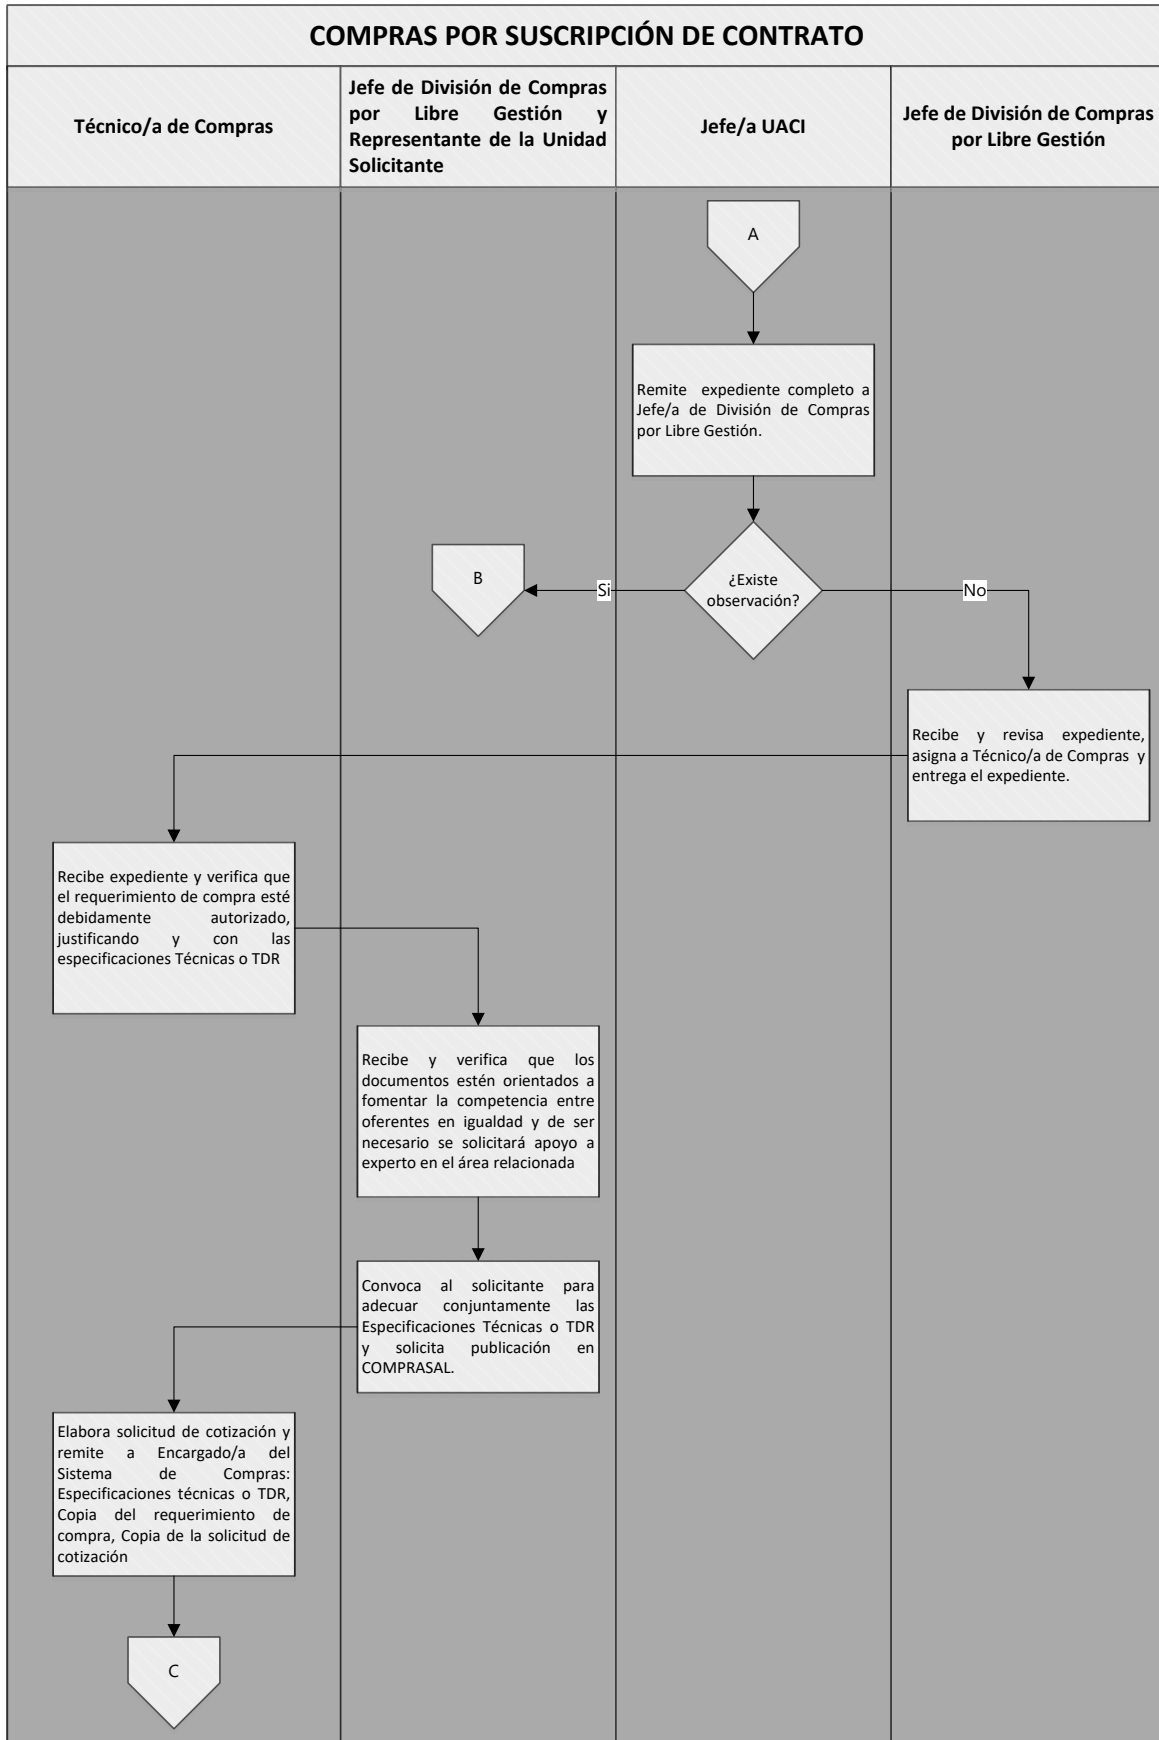 COMPRAS POR SUSCRIPCIÓN DE CONTRATO
Técnico/a de Compras
Jefe de División de Compras
por Libre Gestión y
Representante de la Unidad
Solicitante
Jefe/a UACI
Jefe de División de Compras
por Libre Gestión
A
Remite expediente completo a
Jefe/a de División de Compras
por Libre Gestión.
¿Existe
observación?
Si
B
No
Recibe y revisa expediente,
asigna a Técnico/a de Compras y
entrega el expediente.
Recibe expediente y verifica que
el requerimiento de compra esté
debidamente autorizado,
justificando y con las
especificaciones Técnicas o TDR
Recibe y verifica que los
documentos estén orientados a
fomentar la competencia entre
oferentes en igualdad y de ser
necesario se solicitará apoyo a
experto en el área relacionada
Convoca al solicitante para
adecuar conjuntamente las
Especificaciones Técnicas o TDR
y solicita publicación en
COMPRASAL.
Elabora solicitud de cotización y
remite a Encargado/a del
Sistema de Compras:
Especificaciones técnicas o TDR,
Copia del requerimiento de
compra, Copia de la solicitud de
cotización
C